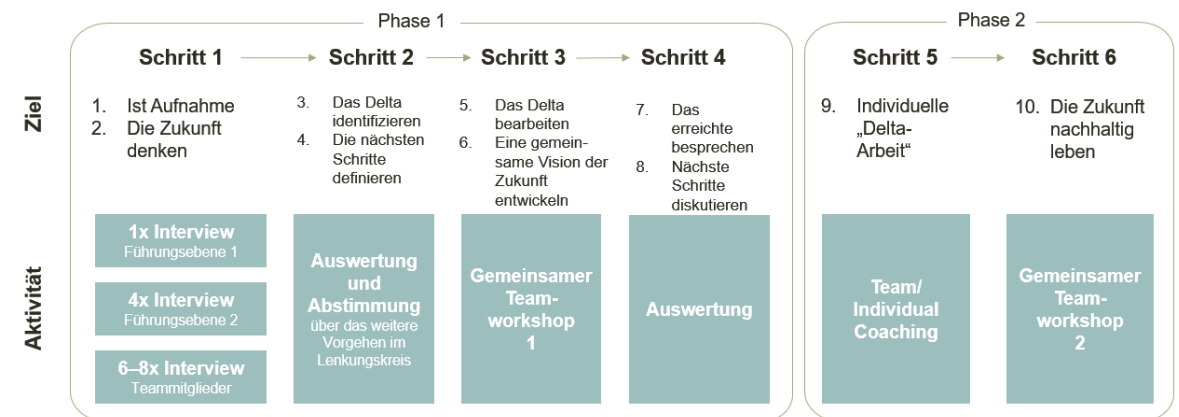 Phase 1
Phase 2
Schritt 1
Schritt 2
Schritt 3
Schritt 4
Schritt 5
Schritt 6
Ziel
1. Ist Aufnahme
2. Die Zukunft
denken
3. Das Delta
identifizieren
4. Die nächsten
Schritte
definieren
5. Das Delta
bearbeiten
6. Eine gemein-
same Vision der
Zukunft
entwickeln
7. Das
erreichte
besprechen
8. Nächste
Schritte
diskutieren
9. Individuelle
„Delta-
Arbeit“
10. Die Zukunft
nachhaltig
leben
Aktivität
1x Interview
Führungsebene 1
4x Interview
Führungsebene 2
6–8x Interview
Teammitglieder
Auswertung
und
Abstimmung
über das weitere
Vorgehen im
Lenkungskreis
Gemeinsamer
Team-
workshop
1
Auswertung
Team/
Individual
Coaching
Gemeinsamer
Team-
workshop
2